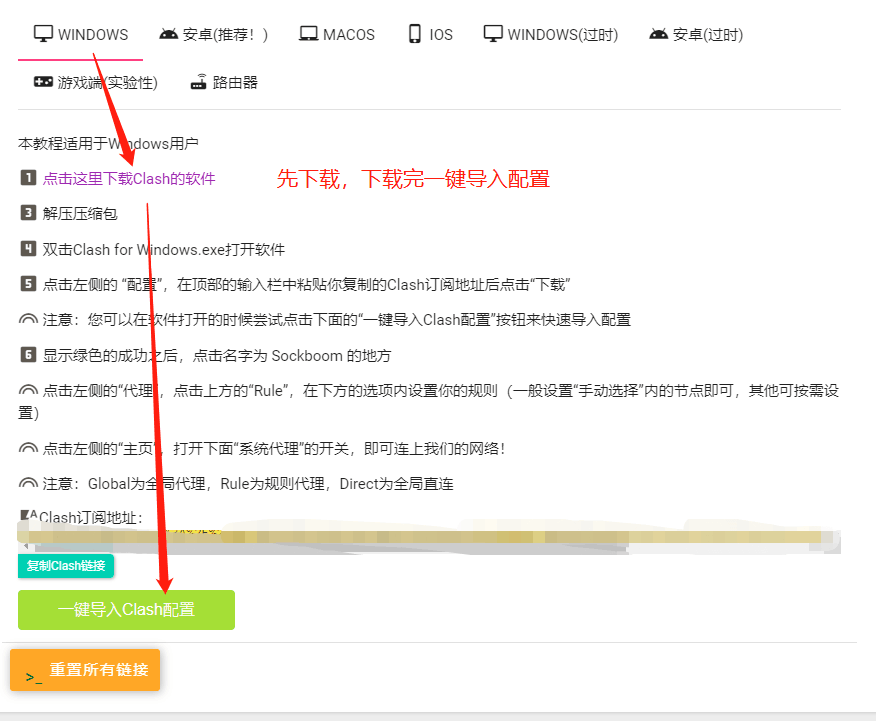 WINDOWS 安卓(推荐！) MACOS IOS WINDOWS(过时) 安卓(过时)
游戏端(实验性) 路由器
本教程适用于Windows用户
1 点击这里下载Clash的软件 先下载，下载完一键导入配置
3 解压压缩包
4 双击Clash for Windows.exe打开软件
5 点击左侧的 “配置”，在顶部的输入栏中粘贴你复制的Clash订阅地址后点击“下载”
注意：您可以在软件打开的时候尝试点击下面的“一键导入Clash配置”按钮来快速导入配置
6 显示绿色的成功之后，点击名字为 Sockboom 的地方
点击左侧的“代理”，点击上方的“Rule”，在下方的选项内设置你的规则（一般设置“手动选择”内的节点即可，其他可按需设
置）
点击左侧的“主页”，打开下面“系统代理”的开关，即可连上我们的网络！
注意：Global为全局代理，Rule为规则代理，Direct为全局直连
Clash订阅地址：
复制Clash链接
一键导入Clash配置
>_ 重置所有链接